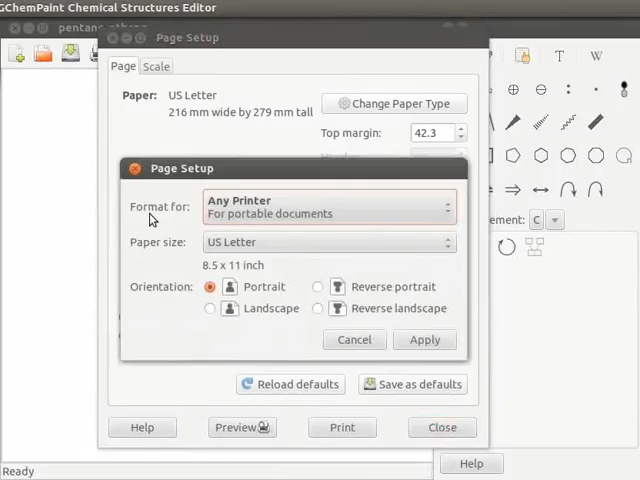 GChemPaint Chemical Structures Editor
Page Setup
Page
Scale
Paper:
US Letter
216 mm wide by 279 mm tall
Change Paper Type
Top margin:
42.3
T
W
Page Setup
Format for:
Any Printer
For portable documents
Paper size:
US Letter
8.5 x 11 inch
Orientation:
Portrait
Reverse portrait
Landscape
Reverse landscape
Cancel
Apply
ement:
C
Reload defaults
Save as defaults
Help
Preview
Print
Close
Help
Ready